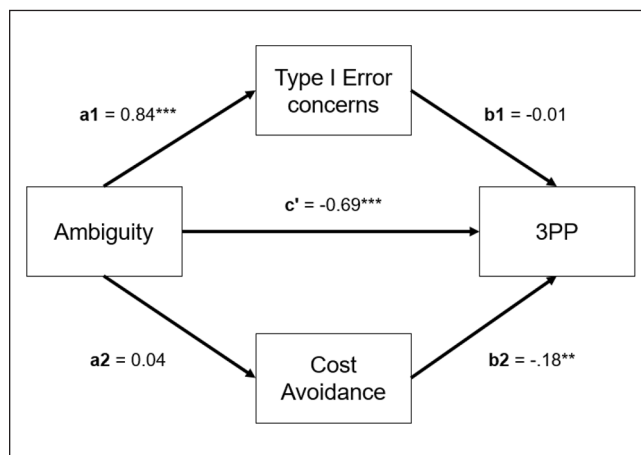 Type I Error
concerns
a1 = 0.84***
b1 = -0.01
Ambiguity
c' = -0.69***
3PP
a2 = 0.04
Cost
Avoidance
b2 = -.18**